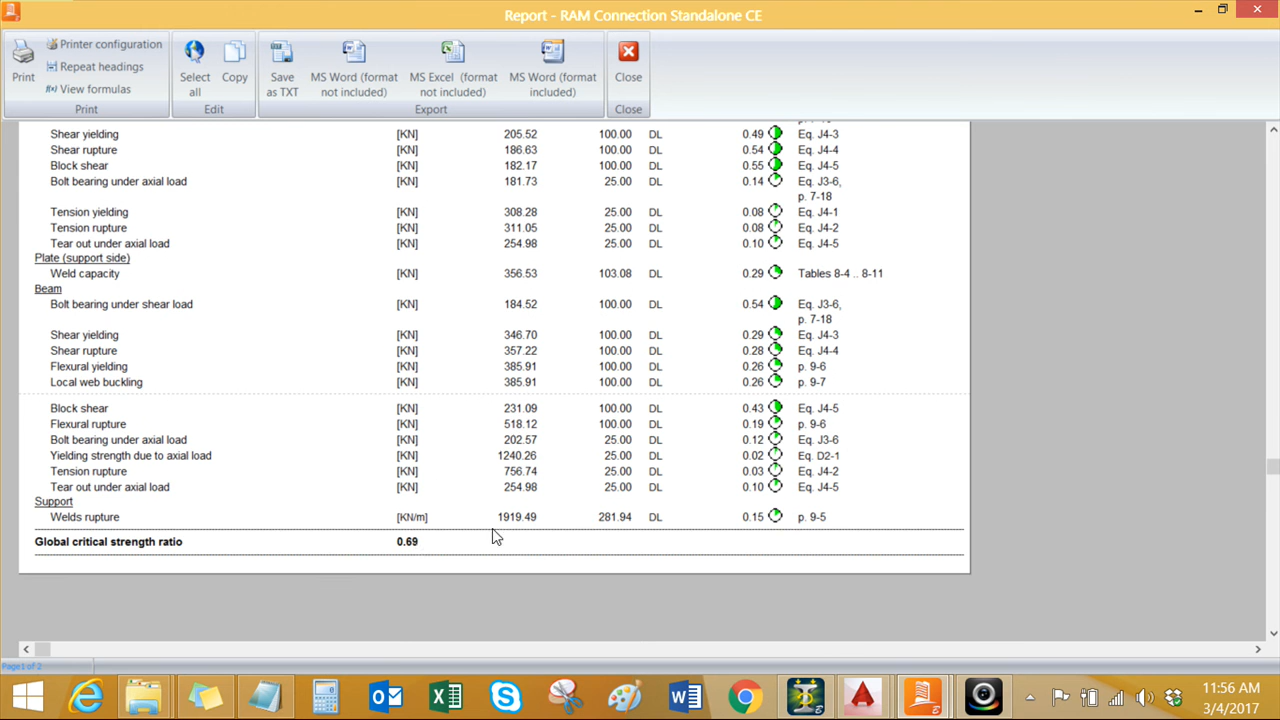 Report - RAM Connection Standalone CE
Print
Printer configuration
Repeat headings
View formulas
Print
Select all
Copy
Edit
Save as TXT
MS Word (format not included)
MS Excel (format not included)
MS Word (format included)
Export
Close
Close
Shear yielding [KN] 205.52 100.00 DL 0.49 Eq. J4-3
Shear rupture [KN] 186.63 100.00 DL 0.54 Eq. J4-4
Block shear [KN] 182.17 100.00 DL 0.55 Eq. J4-5
Bolt bearing under axial load [KN] 181.73 25.00 DL 0.14 Eq. J3-6,
p. 7-18
Tension yielding [KN] 308.28 25.00 DL 0.08 Eq. J4-1
Tension rupture [KN] 311.05 25.00 DL 0.08 Eq. J4-2
Tear out under axial load [KN] 254.98 25.00 DL 0.10 Eq. J4-5
Plate (support side)
Weld capacity [KN] 356.53 103.08 DL 0.29 Tables 8-4 .. 8-11
Beam
Bolt bearing under shear load [KN] 184.52 100.00 DL 0.54 Eq. J3-6,
p. 7-18
Shear yielding [KN] 346.70 100.00 DL 0.29 Eq. J4-3
Shear rupture [KN] 357.22 100.00 DL 0.28 Eq. J4-4
Flexural yielding [KN] 385.91 100.00 DL 0.26 p. 9-6
Local web buckling [KN] 385.91 100.00 DL 0.26 p. 9-7
Block shear [KN] 231.09 100.00 DL 0.43 Eq. J4-5
Flexural rupture [KN] 518.12 100.00 DL 0.19 p. 9-6
Bolt bearing under axial load [KN] 202.57 25.00 DL 0.12 Eq. J3-6
Yielding strength due to axial load [KN] 1240.26 25.00 DL 0.02 Eq. D2-1
Tension rupture [KN] 756.74 25.00 DL 0.03 Eq. J4-2
Tear out under axial load [KN] 254.98 25.00 DL 0.10 Eq. J4-5
Support
Welds rupture [KN/m] 1919.49 281.94 DL 0.15 p. 9-5
Global critical strength ratio 0.69
Page1 of 2
11:56 AM
3/4/2017